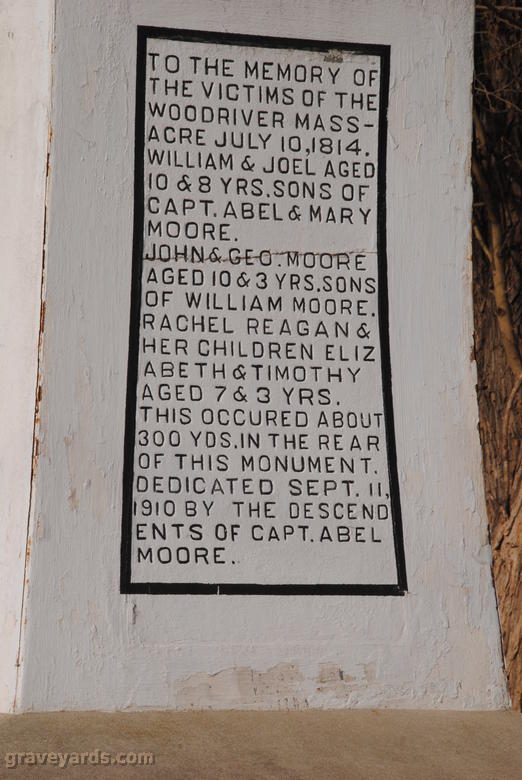 TO THE MEMORY OF
THE VICTIMS OF THE
WOODRIVER MASS-
ACRE JULY 10,1814.
WILLIAM & JOEL AGED
10 & 8 YRS. SONS OF
CAPT. ABEL & MARY
MOORE.
JOHN & GEO. MOORE
AGED 10 & 3 YRS. SONS
OF WILLIAM MOORE.
RACHEL REAGAN &
HER CHILDREN ELIZ
ABETH & TIMOTHY
AGED 7 & 3 YRS.
THIS OCCURED ABOUT
300 YDS. IN THE REAR
OF THIS MONUMENT.
DEDICATED SEPT. 11,
1910 BY THE DESCEND
ENTS OF CAPT. ABEL
MOORE.
graveyards.com